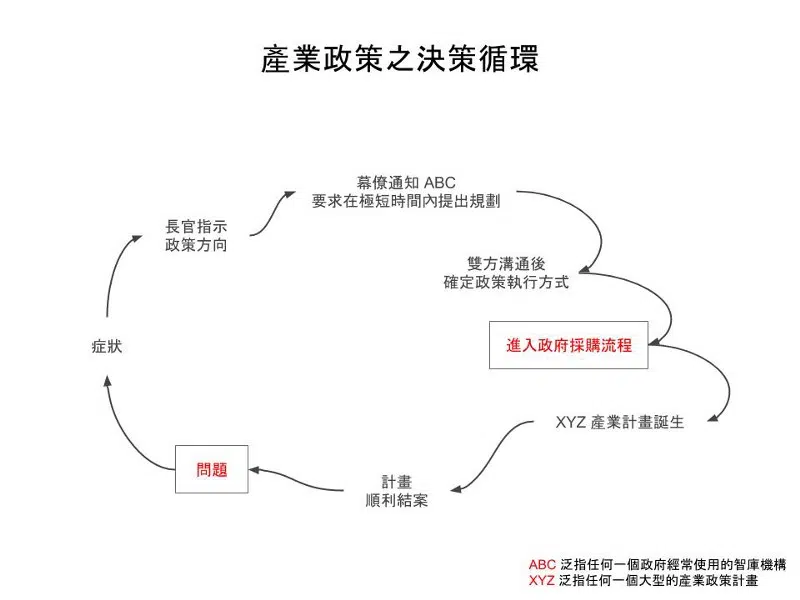 產業政策之決策循環
幕僚通知 ABC
要求在極短時間內提出規劃
長官指示
政策方向
雙方溝通後
確定政策執行方式
進入政府採購流程
症狀
XYZ 產業計畫誕生
問題
計畫
順利結案
ABC 泛指任何一個政府經常使用的智庫機構
XYZ 泛指任何一個大型的產業政策計畫